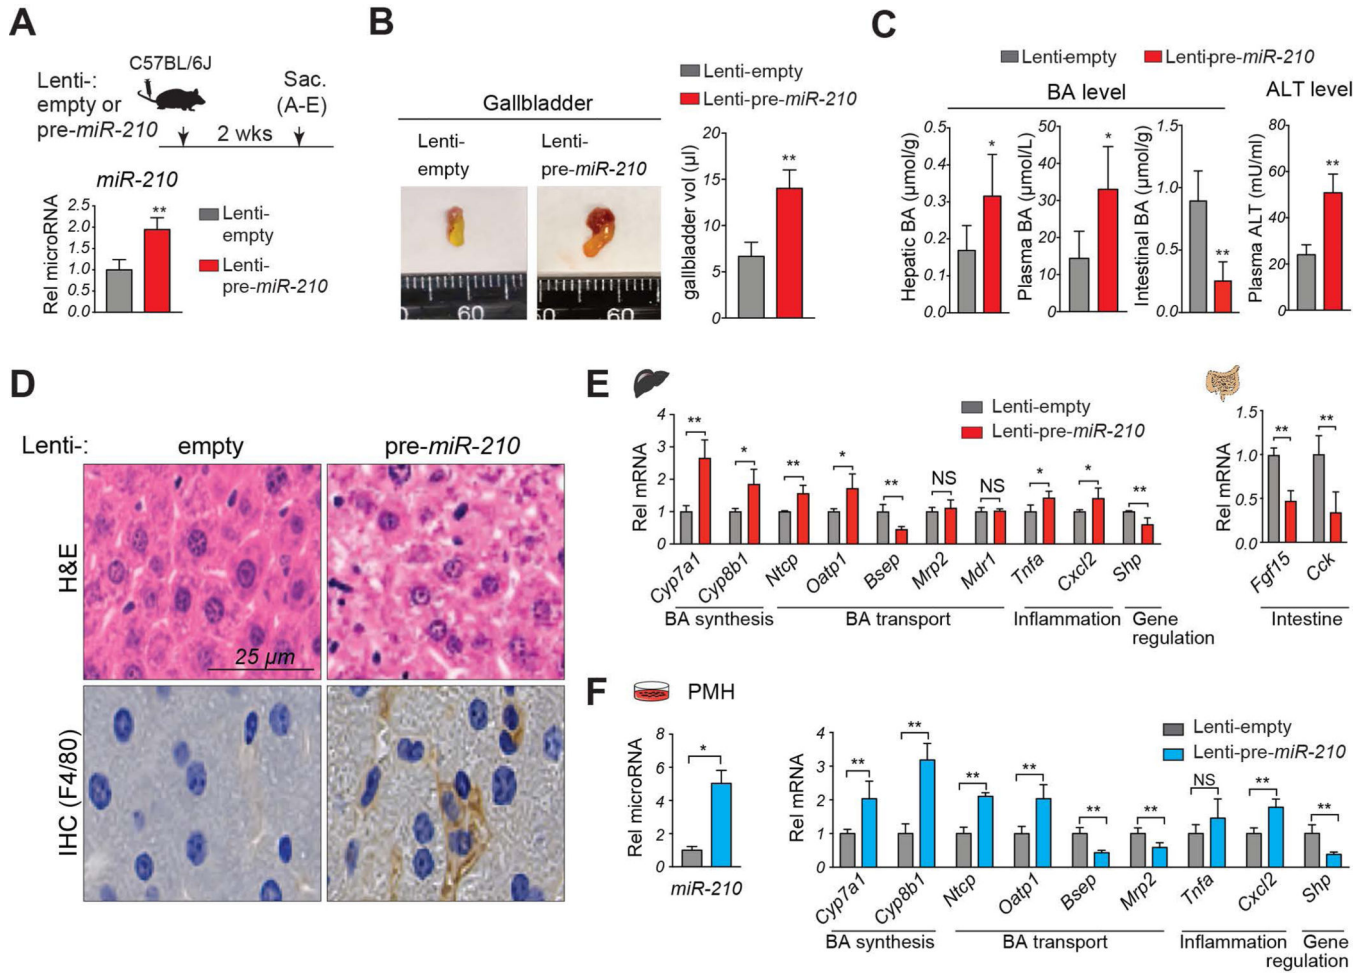 A
C57BL/6J
Lenti-:
empty or
pre-miR-210
Sac.
(A-E)
2 wks
miR-210
Rel microRNA
2.5
2.0
1.5
1.0
0.5
0.0
**
Lenti-
empty
Lenti-
pre-miR-210
B
Gallbladder
Lenti-
empty
Lenti-
pre-miR-210
60
60
Lenti-empty
Lenti-pre-miR-210
gallbladder vol (µl)
20
15
10
5
0
**
C
Lenti-empty
Lenti-pre-miR-210
BA level
ALT level
Hepatic BA (µmol/g)
0.5
0.4
0.3
0.2
0.1
0.0
*
Plasma BA (µmol/L)
50
40
30
20
10
0
*
Intestinal BA (µmol/g)
1.5
1.0
0.5
0.0
**
Plasma ALT (mU/ml)
80
60
40
20
0
**
D
Lenti-:
empty
pre-miR-210
H&E
25 µm
IHC (F4/80)
E
Lenti-empty
Lenti-pre-miR-210
Rel mRNA
4
3
2
1
0
** * ** * ** NS NS * * **
Cyp7a1 Cyp8b1 Ntcp Oatp1 Bsep Mrp2 Mdr1 Tnfa Cxcl2 Shp
BA synthesis BA transport Inflammation Gene
regulation
Rel mRNA
1.5
1.0
0.5
0.0
** **
Fgf15 Cck
Intestine
F
PMH
Rel microRNA
8
6
4
2
0
*
miR-210
Lenti-empty
Lenti-pre-miR-210
Rel mRNA
4
3
2
1
0
** ** ** ** ** ** NS ** **
Cyp7a1 Cyp8b1 Ntcp Oatp1 Bsep Mrp2 Tnfa Cxcl2 Shp
BA synthesis BA transport Inflammation Gene
regulation